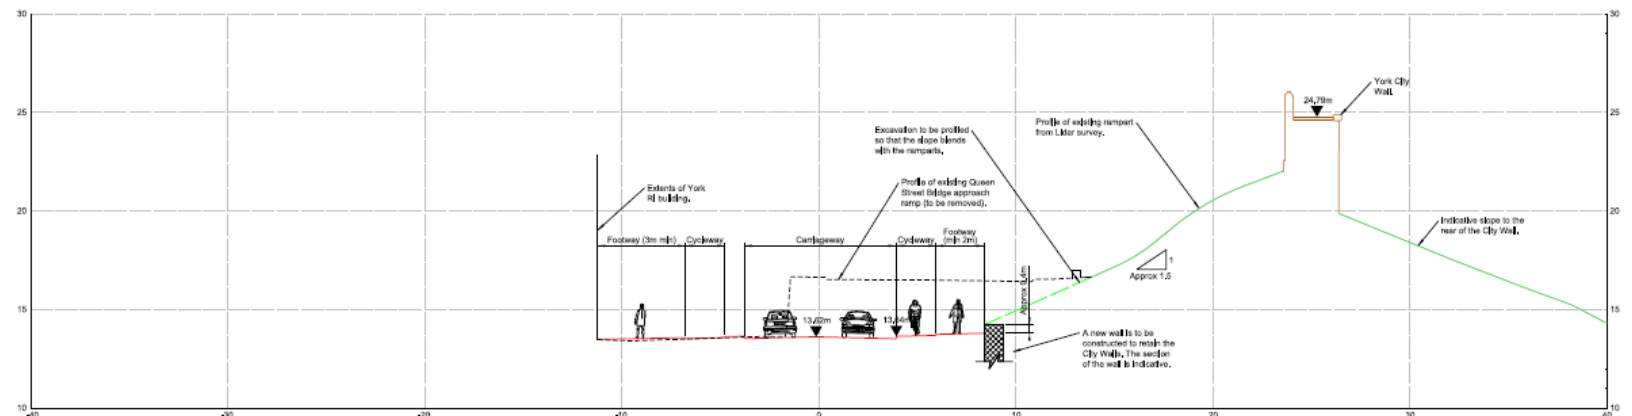 30
30
York City
Wall.
24.79m
25
25
Excavation to be profiled
so that the slope blends
with the ramparts.
Profile of existing rampart
from Lidar survey.
Extents of York
RI building.
Profile of existing Queen
Street Bridge approach
ramp (to be removed).
20
20
Indicative slope to the
rear of the City Wall.
Footway (3m min)
Cycleway
Carriageway
Cycleway
Footway
(min 2m)
1
Approx 1.5
Approx 0.4m
15
15
13.62m
13.64m
A new wall is to be
constructed to retain the
City Walls. The section
of the wall is indicative.
10
10
-40
-30
-20
-10
0
10
20
30
40